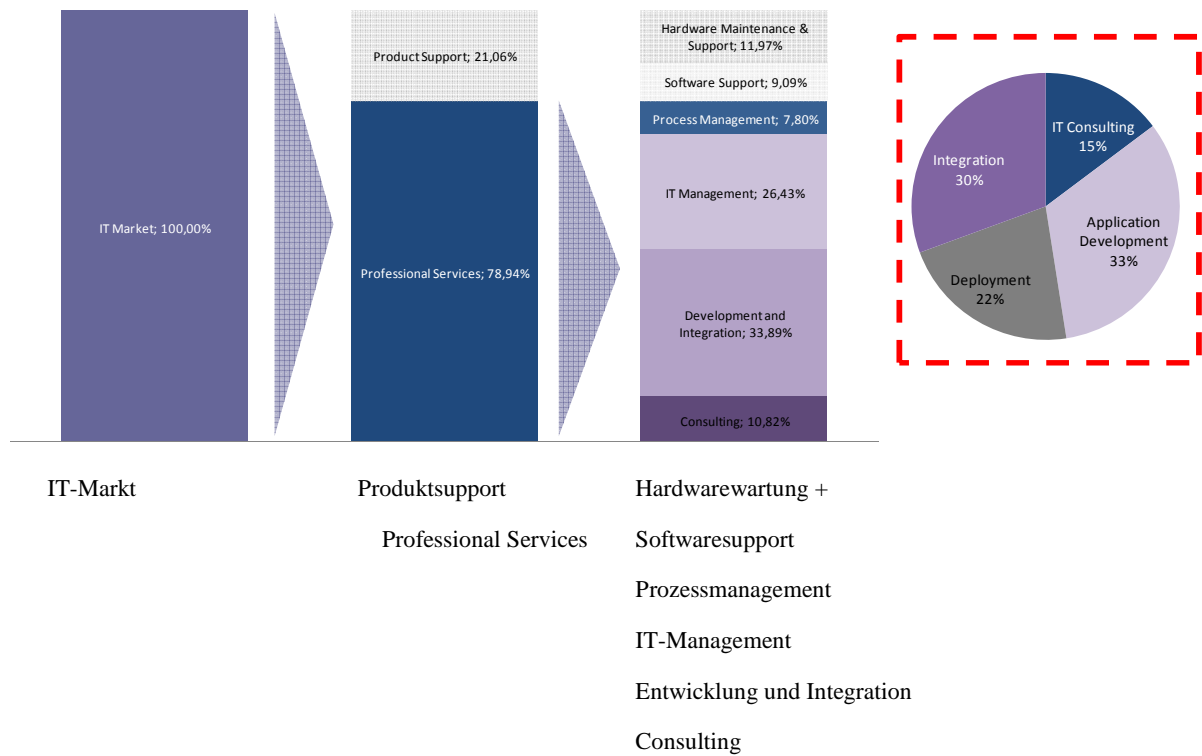 IT Market; 100,00%
Product Support; 21,06%
Professional Services; 78,94%
Hardware Maintenance &
Support; 11,97%
Software Support; 9,09%
Process Management; 7,80%
IT Management; 26,43%
Development and
Integration; 33,89%
Consulting; 10,82%
IT Consulting
15%
Application
Development
33%
Deployment
22%
Integration
30%
IT-Markt
Produktsupport
Professional Services
Hardwarewartung +
Softwaresupport
Prozessmanagement
IT-Management
Entwicklung und Integration
Consulting